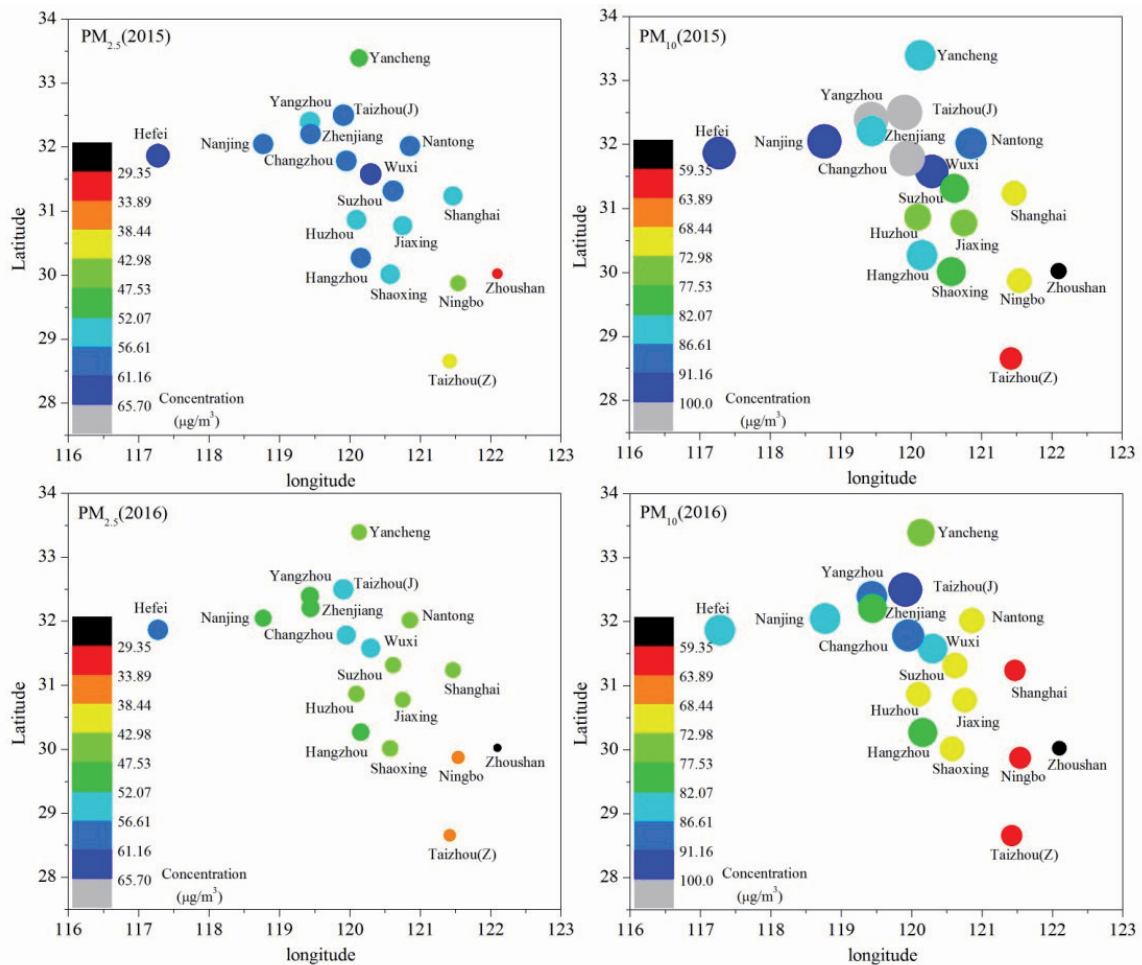 PM2.5(2015)
34
33
32
31
30
29
28
Latitude
Yancheng
Yangzhou
Taizhou(J)
Hefei
Nanjing
Zhenjiang
Nantong
Changzhou
Wuxi
Suzhou
Shanghai
Huzhou
Jiaxing
Hangzhou
Shaoxing
Ningbo
Zhoushan
Taizhou(Z)
29.35
33.89
38.44
42.98
47.53
52.07
56.61
61.16
65.70
Concentration
(μg/m3)
116 117 118 119 120 121 122 123
longitude
PM10(2015)
34
33
32
31
30
29
28
Latitude
Yancheng
Yangzhou
Taizhou(J)
Hefei
Nanjing
Zhenjiang
Nantong
Changzhou
Wuxi
Suzhou
Shanghai
Huzhou
Jiaxing
Hangzhou
Shaoxing
Ningbo
Zhoushan
Taizhou(Z)
59.35
63.89
68.44
72.98
77.53
82.07
86.61
91.16
100.0
Concentration
(μg/m3)
116 117 118 119 120 121 122 123
longitude
PM2.5(2016)
34
33
32
31
30
29
28
Latitude
Yancheng
Yangzhou
Taizhou(J)
Hefei
Nanjing
Zhenjiang
Nantong
Changzhou
Wuxi
Suzhou
Shanghai
Huzhou
Jiaxing
Hangzhou
Shaoxing
Ningbo
Zhoushan
Taizhou(Z)
29.35
33.89
38.44
42.98
47.53
52.07
56.61
61.16
65.70
Concentration
(μg/m3)
116 117 118 119 120 121 122 123
longitude
PM10(2016)
34
33
32
31
30
29
28
Latitude
Yancheng
Yangzhou
Taizhou(J)
Hefei
Nanjing
Zhenjiang
Nantong
Changzhou
Wuxi
Suzhou
Shanghai
Huzhou
Jiaxing
Hangzhou
Shaoxing
Ningbo
Zhoushan
Taizhou(Z)
59.35
63.89
68.44
72.98
77.53
82.07
86.61
91.16
100.0
Concentration
(μg/m3)
116 117 118 119 120 121 122 123
longitude